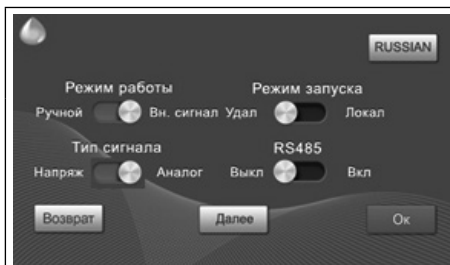 RUSSIAN
Режим работы Режим запуска
Ручной Вн. сигнал Удал Локал
Тип сигнала RS485
Напряж Аналог Выкл Вкл
Возврат Далее Ок